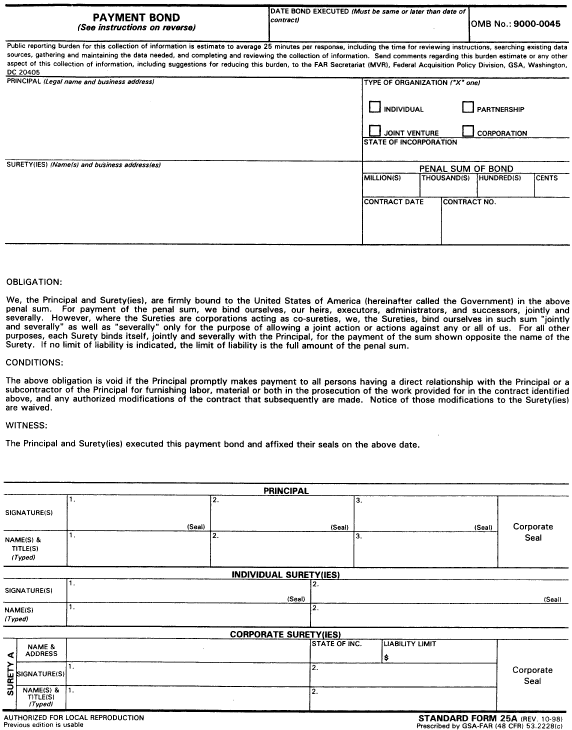 PAYMENT BOND
(See instructions on reverse)
DATE BOND EXECUTED (Must be same or later than date of
contract)
OMB No.: 9000-0045
Public reporting burden for this collection of information is estimate to average 25 minutes per response, including the time for reviewing instructions, searching existing data
sources, gathering and maintaining the data needed, and completing and reviewing the collection of information. Send comments regarding this burden estimate or any other
aspect of this collection of information, including suggestions for reducing this burden, to the FAR Secretariat (MVR), Federal Acquisition Policy Division, GSA, Washington,
DC 20405
PRINCIPAL (Legal name and business address)
TYPE OF ORGANIZATION ("X" one)
INDIVIDUAL
PARTNERSHIP
JOINT VENTURE
CORPORATION
STATE OF INCORPORATION
SURETY(IES) (Name(s) and business address(es)
PENAL SUM OF BOND
MILLION(S)
THOUSAND(S)
HUNDRED(S)
CENTS
CONTRACT DATE
CONTRACT NO.
OBLIGATION:
We, the Principal and Surety(ies), are firmly bound to the United States of America (hereinafter called the Government) in the above
penal sum. For payment of the penal sum, we bind ourselves, our heirs, executors, administrators, and successors, jointly and
severally. However, where the Sureties are corporations acting as co-sureties, we, the Sureties, bind ourselves in such sum "jointly
and severally" as well as "severally" only for the purpose of allowing a joint action or actions against any or all of us. For all other
purposes, each Surety binds itself, jointly and severally with the Principal, for the payment of the sum shown opposite the name of the
Surety. If no limit of liability is indicated, the limit of liability is the full amount of the penal sum.
CONDITIONS:
The above obligation is void if the Principal promptly makes payment to all persons having a direct relationship with the Principal or a
subcontractor of the Principal for furnishing labor, material or both in the prosecution of the work provided for in the contract identified
above, and any authorized modifications of the contract that subsequently are made. Notice of those modifications to the Surety(ies)
are waived.
WITNESS:
The Principal and Surety(ies) executed this payment bond and affixed their seals on the above date.
PRINCIPAL
SIGNATURE(S)
1.
2.
3.
(Seal)
(Seal)
(Seal)
Corporate
Seal
NAME(S) &
TITLE(S)
(Typed)
1.
2.
3.
INDIVIDUAL SURETY(IES)
SIGNATURE(S)
1.
2.
(Seal)
(Seal)
NAME(S)
(Typed)
1.
2.
CORPORATE SURETY(IES)
SURETY A
NAME &
ADDRESS
STATE OF INC.
LIABILITY LIMIT
$
SIGNATURE(S)
1.
2.
Corporate
Seal
NAME(S) &
TITLE(S)
(Typed)
1.
2.
AUTHORIZED FOR LOCAL REPRODUCTION
Previous edition is usable
STANDARD FORM 25A (REV. 10-98)
Prescribed by GSA-FAR (48 CFR) 53.2228(c)